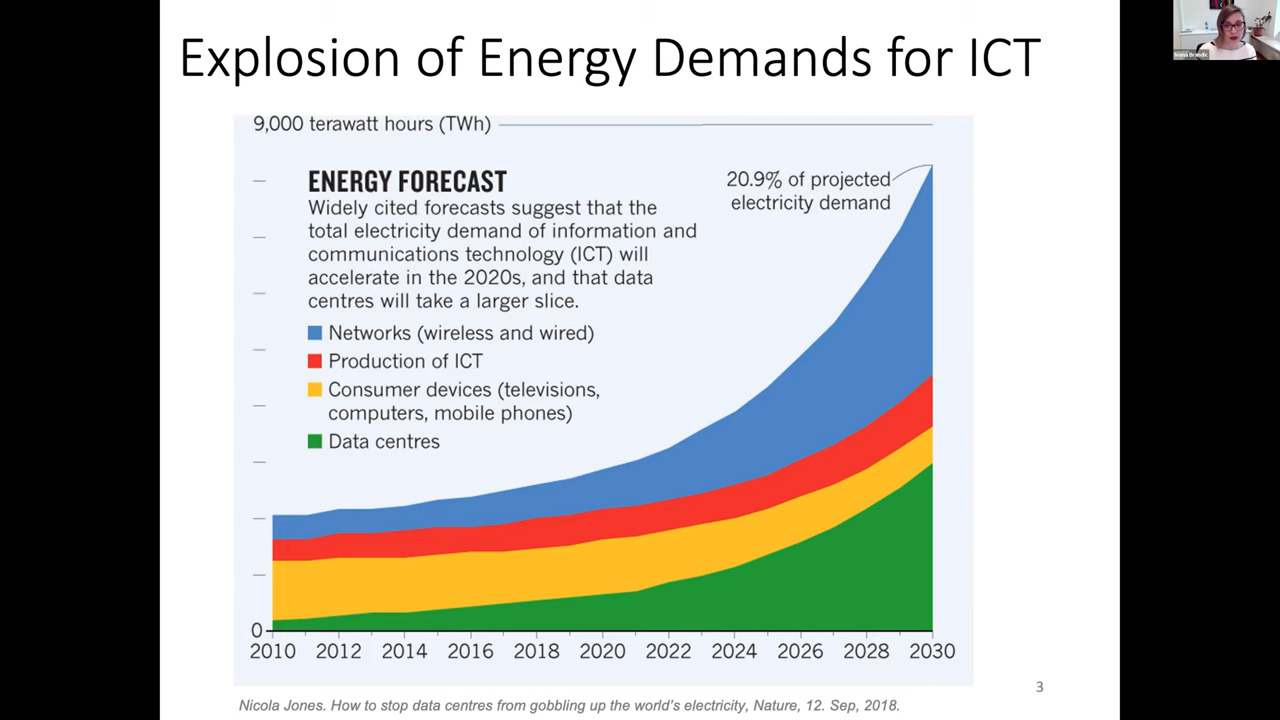 Explosion of Energy Demands for ICT
Ivona Brandic
9,000 terawatt hours (TWh)
ENERGY FORECAST
Widely cited forecasts suggest that the
total electricity demand of information and
communications technology (ICT) will
accelerate in the 2020s, and that data
centres will take a larger slice.
20.9% of projected
electricity demand
Networks (wireless and wired)
Production of ICT
Consumer devices (televisions,
computers, mobile phones)
Data centres
0
2010 2012 2014 2016 2018 2020 2022 2024 2026 2028 2030
3
Nicola Jones. How to stop data centres from gobbling up the world's electricity, Nature, 12. Sep, 2018.